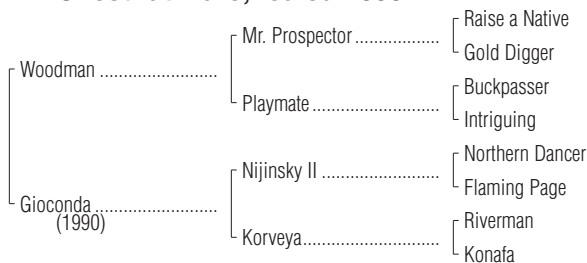 Raise a Native
Mr. Prospector
Gold Digger
Woodman
Buckpasser
Playmate
Intriguing
Northern Dancer
Nijinsky II
Flaming Page
Gioconda
(1990)
Riverman
Korveya
Konafa